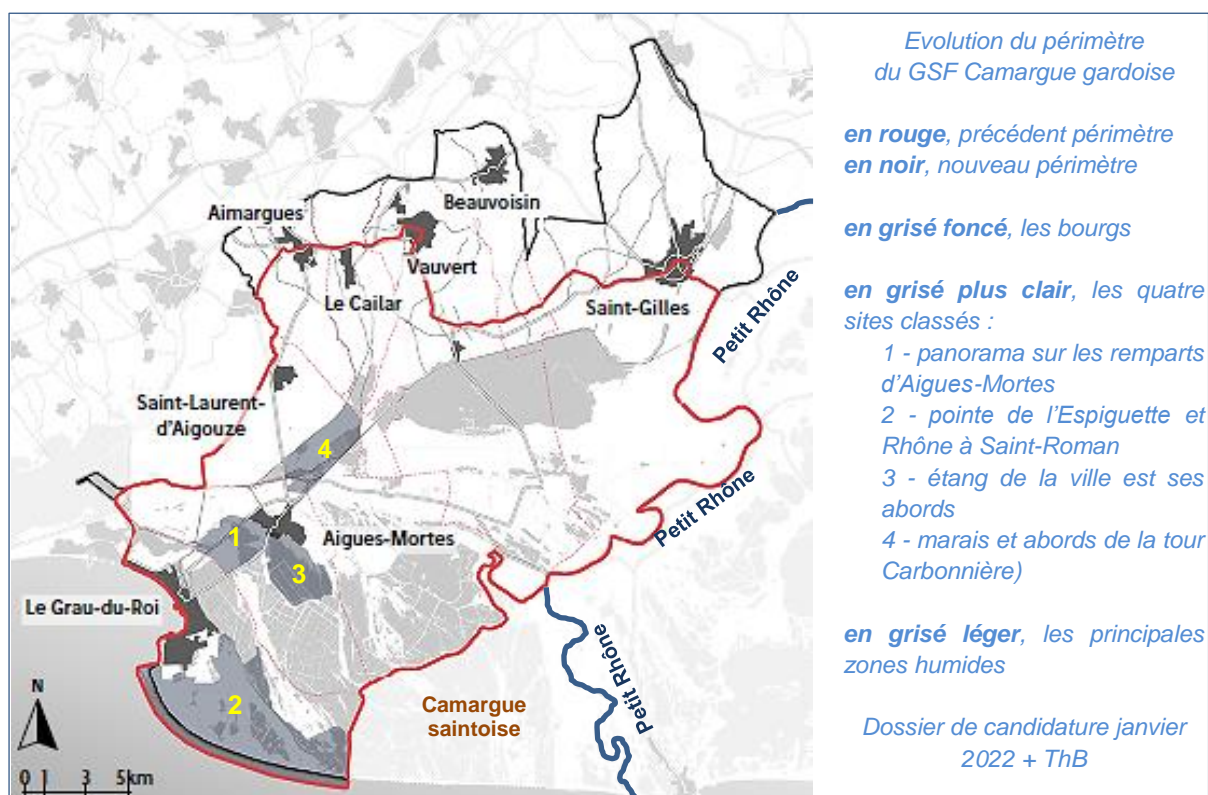 Aimargues
Beauvoisin
Vauvert
Le Cailar
Saint-Gilles
Petit Rhône
Saint-Laurent-
d'Aigouze
4
1
Aigues-Mortes
3
Petit Rhône
Le Grau-du-Roi
2
Petit Rhône
Camargue
saintoise
N
0 1 3 5km
Evolution du périmètre
du GSF Camargue gardoise
en rouge, précédent périmètre
en noir, nouveau périmètre
en grisé foncé, les bourgs
en grisé plus clair, les quatre
sites classés :
1 - panorama sur les remparts
d’Aigues-Mortes
2 - pointe de l’Espiguette et
Rhône à Saint-Roman
3 - étang de la ville est ses
abords
4 - marais et abords de la tour
Carbonnière)
en grisé léger, les principales
zones humides
Dossier de candidature janvier
2022 + ThB